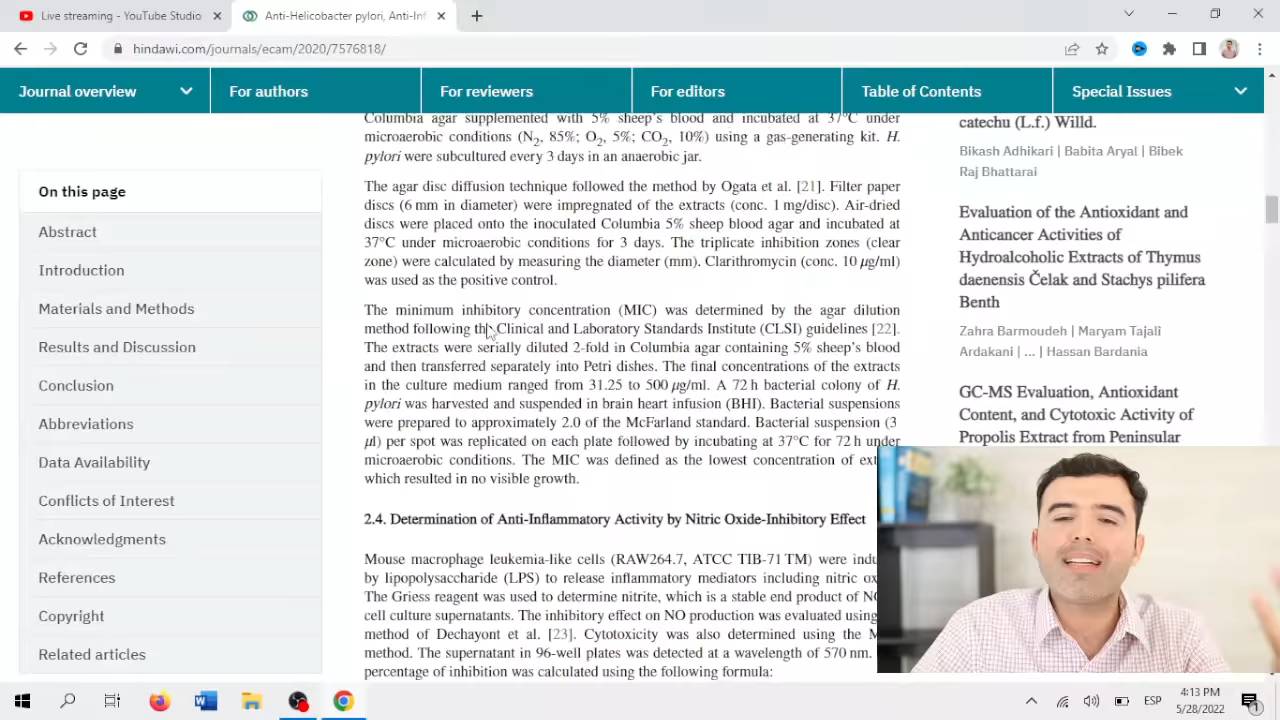 Live streaming - YouTube Studio
Anti-Helicobacter pylori, Anti-Inf
hindawi.com/journals/ecam/2020/7576818/
Journal overview
For authors
For reviewers
For editors
Table of Contents
Special Issues
On this page
Abstract
Introduction
Materials and Methods
Results and Discussion
Conclusion
Abbreviations
Data Availability
Conflicts of Interest
Acknowledgments
References
Copyright
Related articles
Columbia agar supplemented with 5% sheep's blood and incubated at 37°C under
microaerobic conditions (N2, 85%; O2, 5%; CO2, 10%) using a gas-generating kit. H.
pylori were subcultured every 3 days in an anaerobic jar.
The agar disc diffusion technique followed the method by Ogata et al. [21]. Filter paper
discs (6 mm in diameter) were impregnated of the extracts (conc. 1 mg/disc). Air-dried
discs were placed onto the inoculated Columbia 5% sheep blood agar and incubated at
37°C under microaerobic conditions for 3 days. The triplicate inhibition zones (clear
zone) were calculated by measuring the diameter (mm). Clarithromycin (conc. 10 μg/ml)
was used as the positive control.
The minimum inhibitory concentration (MIC) was determined by the agar dilution
method following the Clinical and Laboratory Standards Institute (CLSI) guidelines [22].
The extracts were serially diluted 2-fold in Columbia agar containing 5% sheep's blood
and then transferred separately into Petri dishes. The final concentrations of the extracts
in the culture medium ranged from 31.25 to 500 μg/ml. A 72 h bacterial colony of H.
pylori was harvested and suspended in brain heart infusion (BHI). Bacterial suspensions
were prepared to approximately 2.0 of the McFarland standard. Bacterial suspension (3
μl) per spot was replicated on each plate followed by incubating at 37°C for 72 h under
microaerobic conditions. The MIC was defined as the lowest concentration of
which resulted in no visible growth.
2.4. Determination of Anti-Inflammatory Activity by Nitric Oxide-Inhibitory Effect
Mouse macrophage leukemia-like cells (RAW264.7, ATCC TIB-71 TM) were
by lipopolysaccharide (LPS) to release inflammatory mediators including nitric
The Griess reagent was used to determine nitrite, which is a stable end product of
cell culture supernatants. The inhibitory effect on NO production was evaluated using
method of Dechayont et al. [23]. Cytotoxicity was also determined using the
method. The supernatant in 96-well plates was detected at a wavelength of 570 nm.
percentage of inhibition was calculated using the following formula:
catechu (L.f.) Willd.
Bikash Adhikari | Babita Aryal | Bibek
Raj Bhattarai
Evaluation of the Antioxidant and
Anticancer Activities of
Hydroalcoholic Extracts of Thymus
daenensis Čelak and Stachys pilifera
Benth
Zahra Barmoudeh | Maryam Tajali
Ardakani | ... | Hassan Bardania
GC-MS Evaluation, Antioxidant
Content, and Cytotoxic Activity of
Propolis Extract from Peninsular
ESP
4:13 PM
5/28/2022